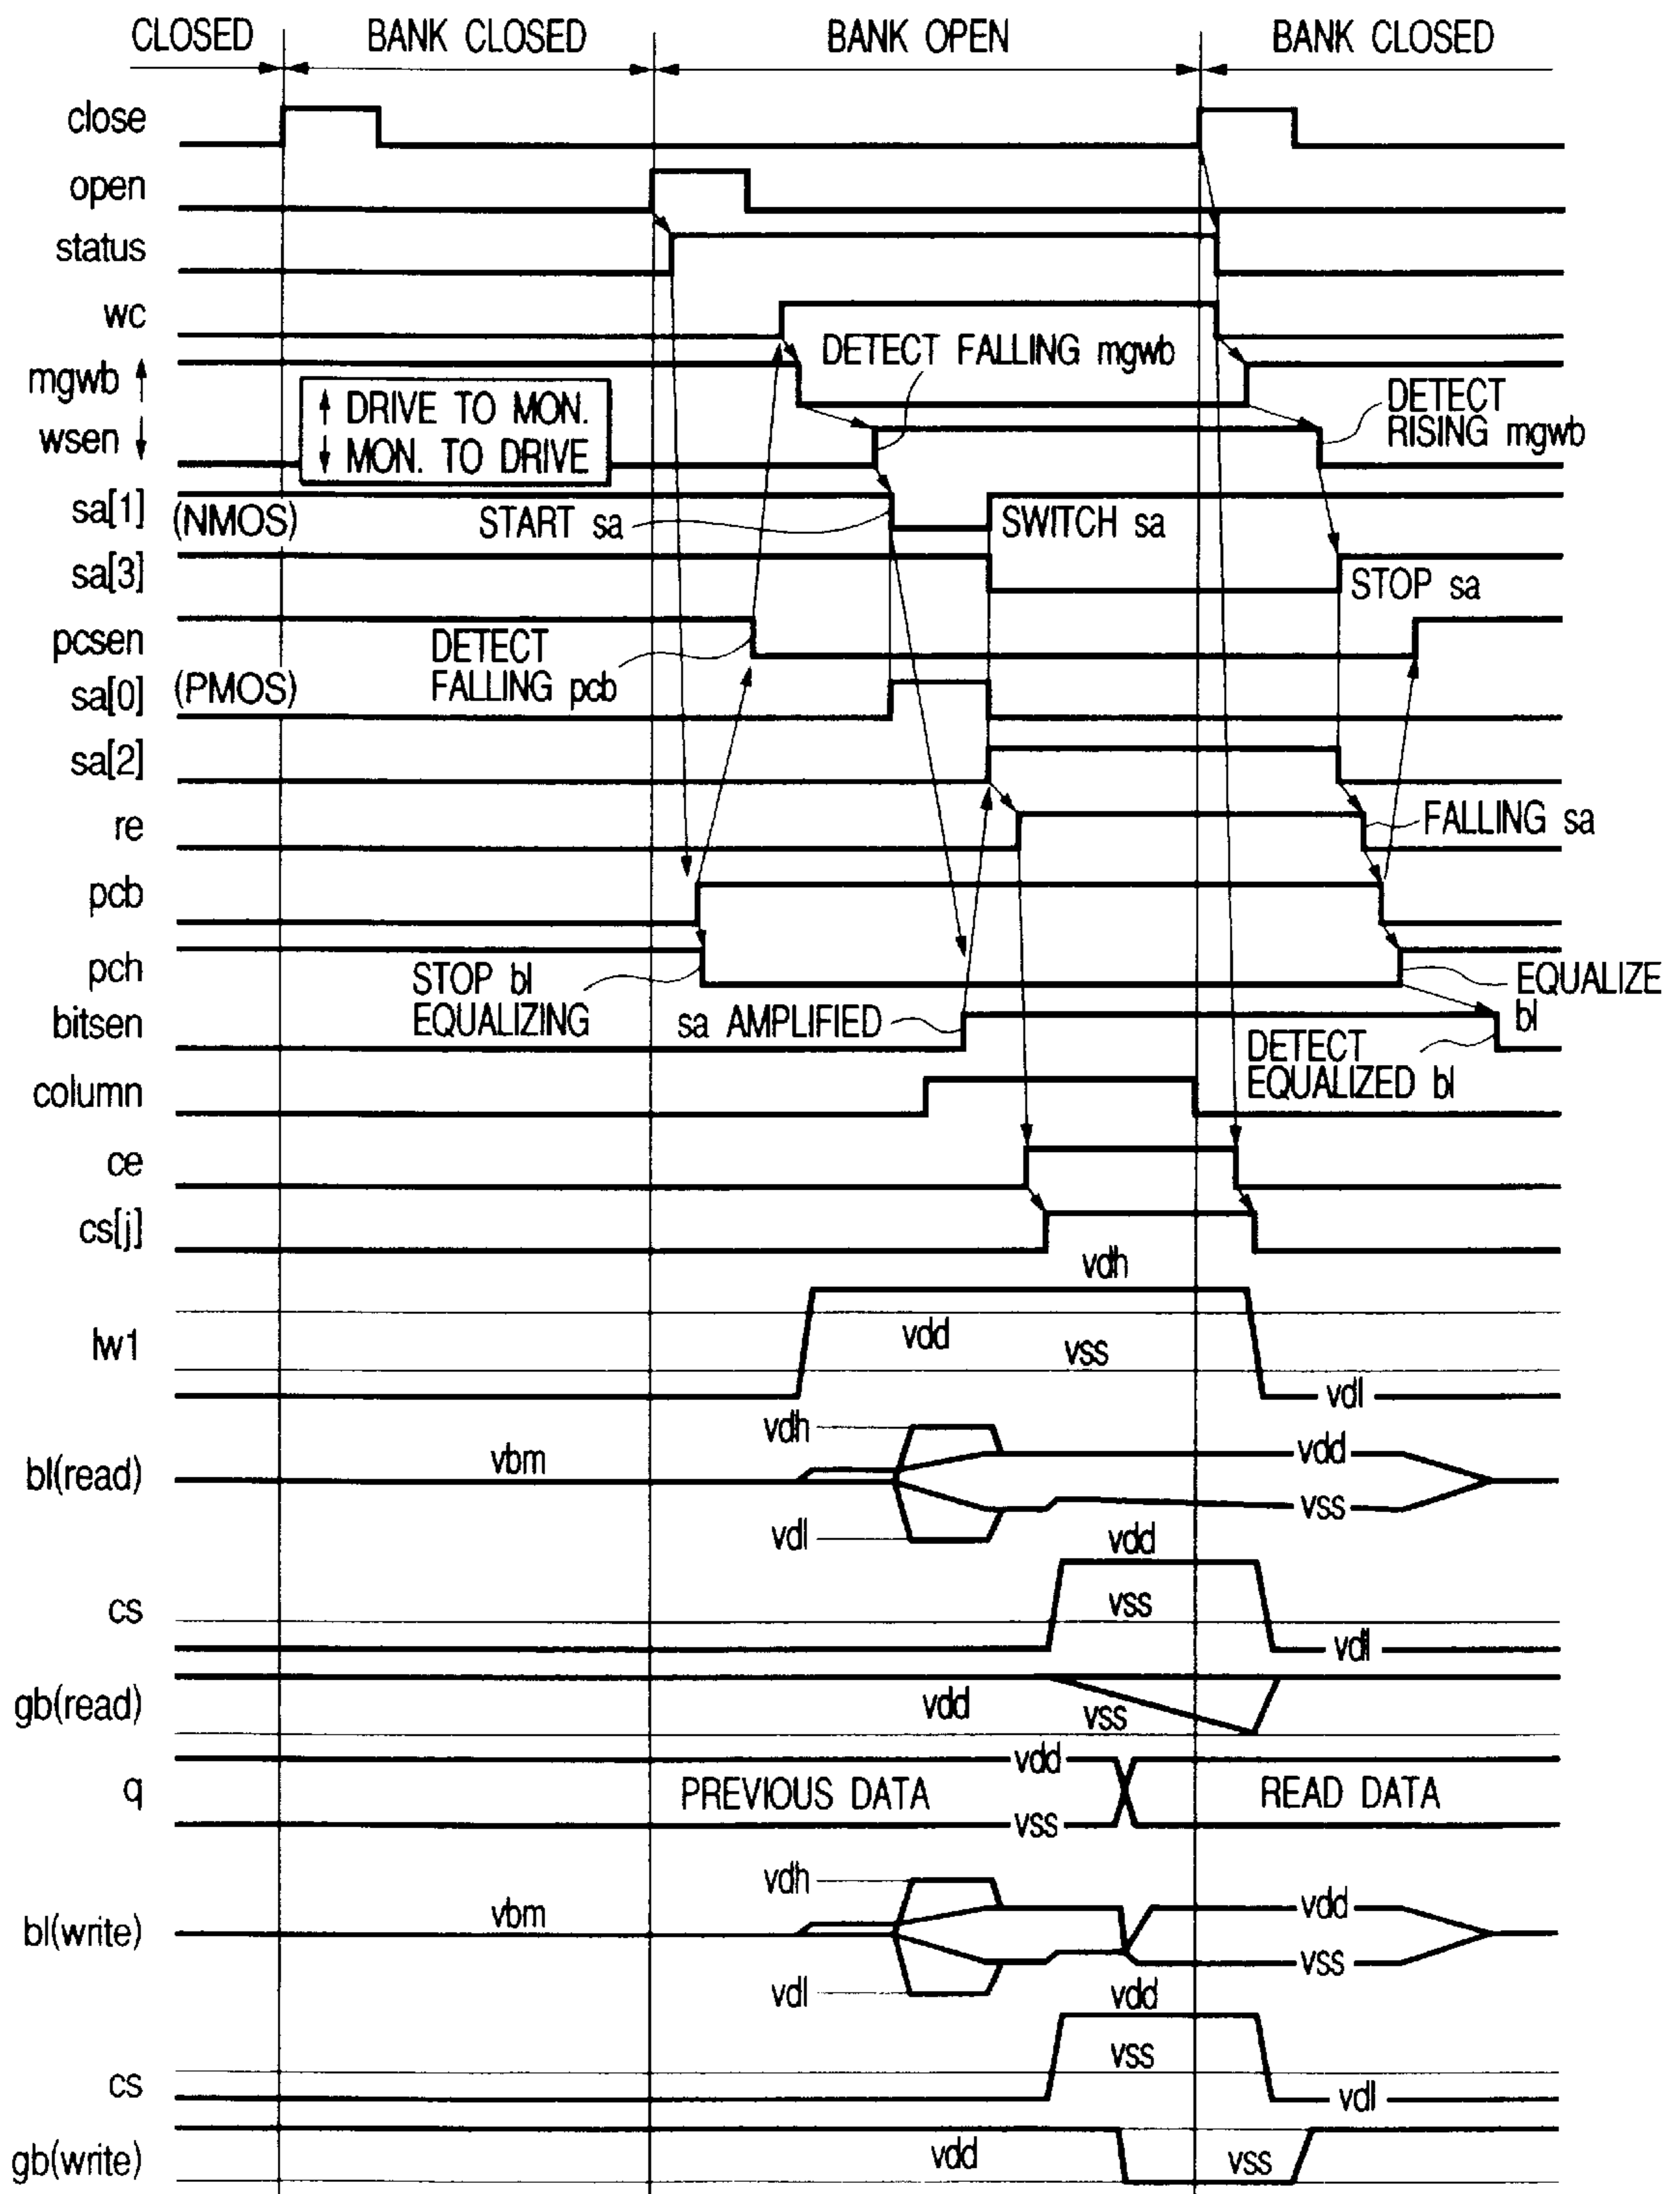 CLOSED BANK CLOSED BANK OPEN BANK CLOSED
close
open
status
wc
DETECT FALLING mgwb
mgwb ↑
↑ DRIVE TO MON.
DETECT
RISING mgwb
wsen ↓
↓ MON. TO DRIVE
sa[1] (NMOS) START sa SWITCH sa
sa[3] STOP sa
pcsen
DETECT
FALLING pcb
sa[0] (PMOS)
sa[2]
re FALLING sa
pcb
pch
STOP bl
EQUALIZING
EQUALIZE
bl
bitsen sa AMPLIFIED
DETECT
EQUALIZED bl
column
ce
cs[j]
vdh
lw1 vdd vss
vdl
vdh
bl(read) vbm vdd
vss
vdl
vdd
cs vss
vdl
gb(read) vdd vss
vdd
q PREVIOUS DATA READ DATA
vss
vdh
bl(write) vbm vdd
vss
vdl
vdd
cs vss
vdl
gb(write) vdd vss